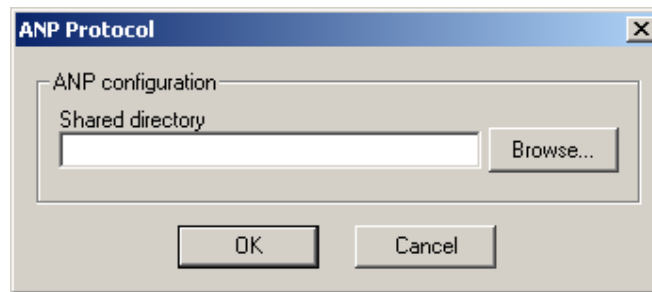 ANP Protocol
ANP configuration
Shared directory
Browse...
OK
Cancel